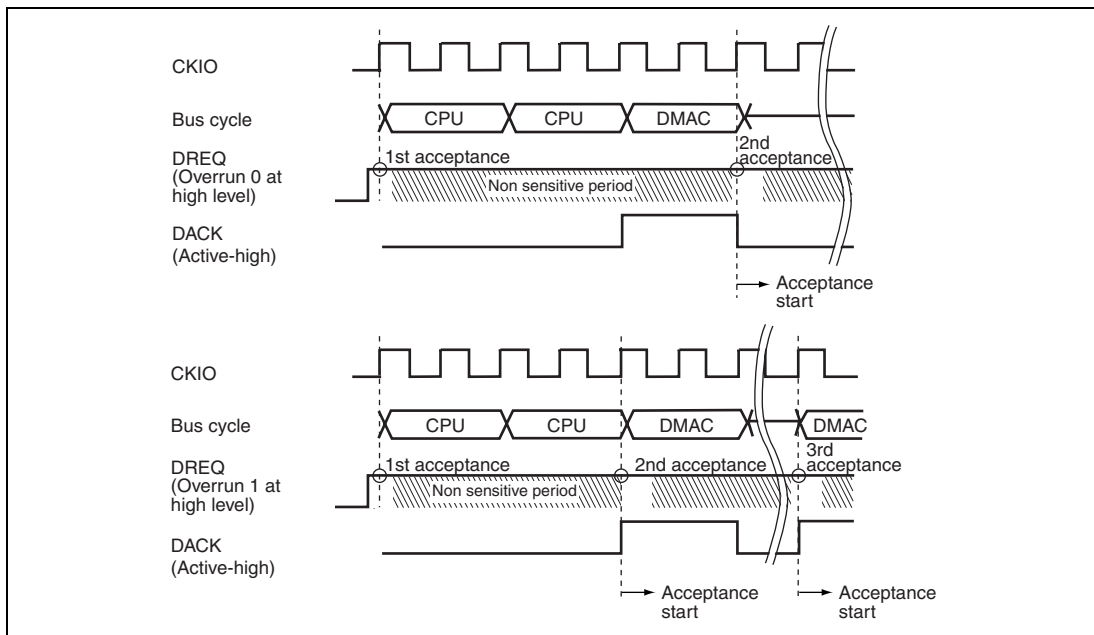 CKIO
Bus cycle
CPU
CPU
DMAC
DREQ
(Overrun 0 at
high level)
1st acceptance
2nd
acceptance
Non sensitive period
DACK
(Active-high)
Acceptance
start
CKIO
Bus cycle
CPU
CPU
DMAC
DMAC
DREQ
(Overrun 1 at
high level)
1st acceptance
2nd acceptance
3rd
acceptance
Non sensitive period
DACK
(Active-high)
Acceptance
start
Acceptance
start